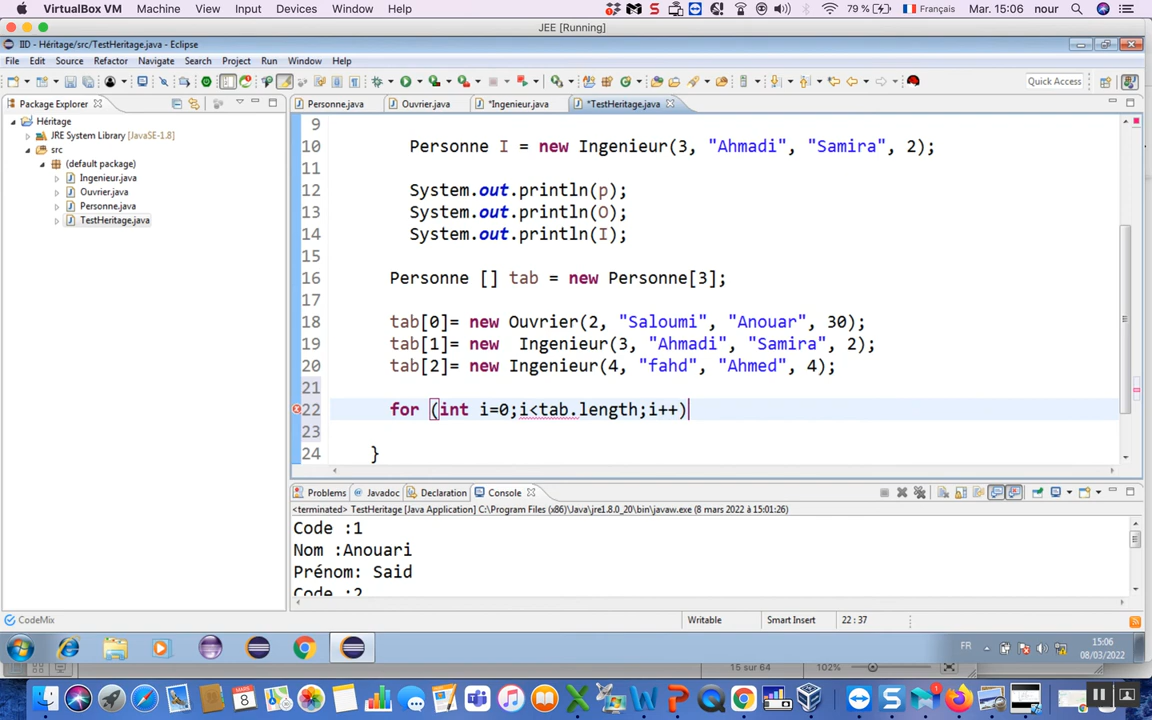 VirtualBox VM Machine View Input Devices Window Help 79 % Français Mar. 15:06 nour
JEE [Running]
IID - Héritage/src/TestHeritage.java - Eclipse
File Edit Source Refactor Navigate Search Project Run Window Help
Quick Access
Package Explorer
Personne.java Ouvrier.java *Ingenieur.java *TestHeritage.java
Héritage
JRE System Library [JavaSE-1.8]
src
(default package)
Ingenieur.java
Ouvrier.java
Personne.java
TestHeritage.java
9
10 Personne I = new Ingenieur(3, "Ahmadi", "Samira", 2);
11
12 System.out.println(p);
13 System.out.println(O);
14 System.out.println(I);
15
16 Personne [] tab = new Personne[3];
17
18 tab[0]= new Ouvrier(2, "Saloumi", "Anouar", 30);
19 tab[1]= new  Ingenieur(3, "Ahmadi", "Samira", 2);
20 tab[2]= new Ingenieur(4, "fahd", "Ahmed", 4);
21
22 for (int i=0;i<tab.length;i++)
23
24 }
Problems Javadoc Declaration Console
<terminated> TestHeritage [Java Application] C:\Program Files (x86)\Java\jre1.8.0_20\bin\javaw.exe (8 mars 2022 à 15:01:26)
Code :1
Nom :Anouari
Prénom: Said
Code :2
CodeMix
Writable Smart Insert 22 : 37
FR 15:06
08/03/2022
15 sur 64 102%